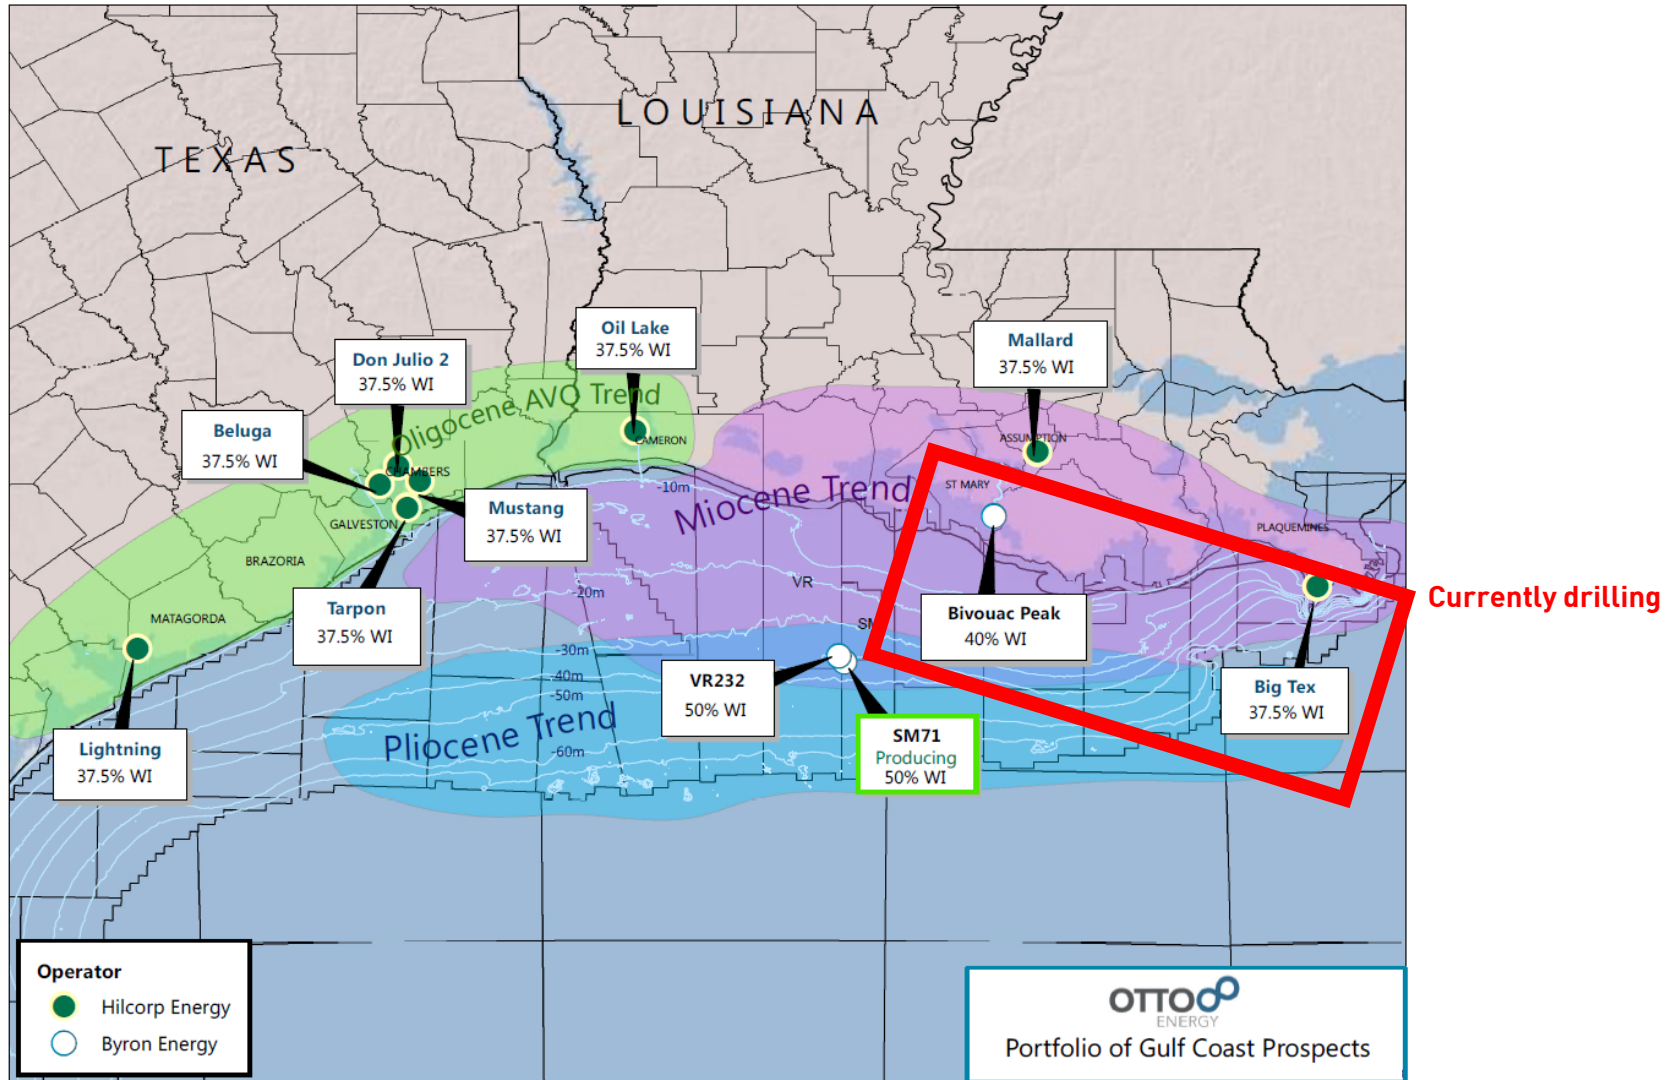 LOUISIANA
TEXAS
Oil Lake
37.5% WI
Mallard
37.5% WI
Don Julio 2
37.5% WI
Oligocene AVO Trend
Beluga
37.5% WI
CAMERON
ASSUMPTION
CHAMBERS
-10m
Miocene Trend
ST MARY
Mustang
37.5% WI
GALVESTON
PLAQUEMINES
BRAZORIA
VR
-20m
Currently drilling
Tarpon
37.5% WI
MATAGORDA
SM
Bivouac Peak
40% WI
-30m
-40m
-50m
VR232
50% WI
Big Tex
37.5% WI
Pliocene Trend
-60m
SM71
Producing
50% WI
Lightning
37.5% WI
Operator
Hilcorp Energy
Byron Energy
OTTO
ENERGY
Portfolio of Gulf Coast Prospects